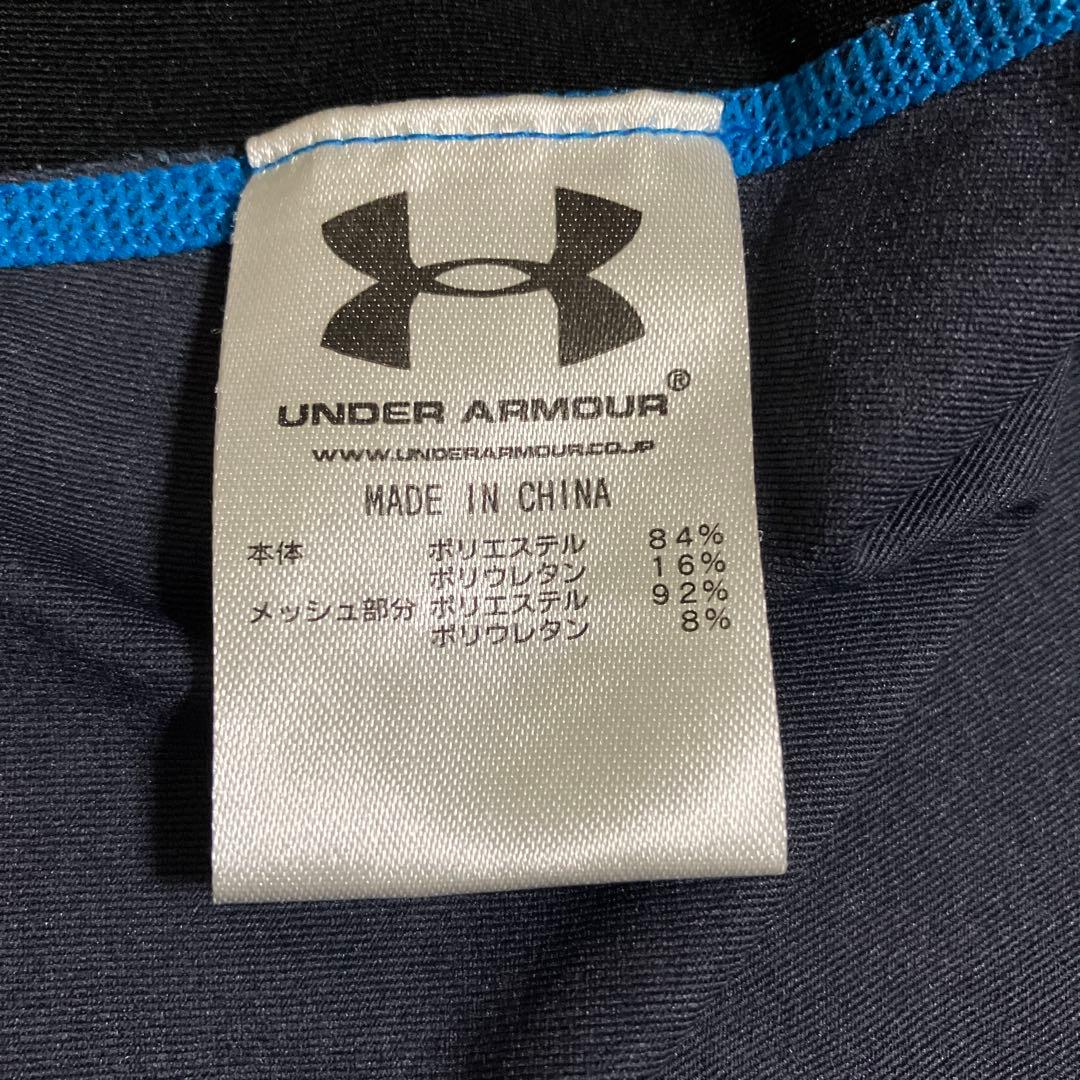 UNDER ARMOUR®
WWW.UNDERARMOUR.CO.JP
MADE IN CHINA
本体 ポリエステル 84%
ポリウレタン 16%
メッシュ部分 ポリエステル 92%
ポリウレタン 8%